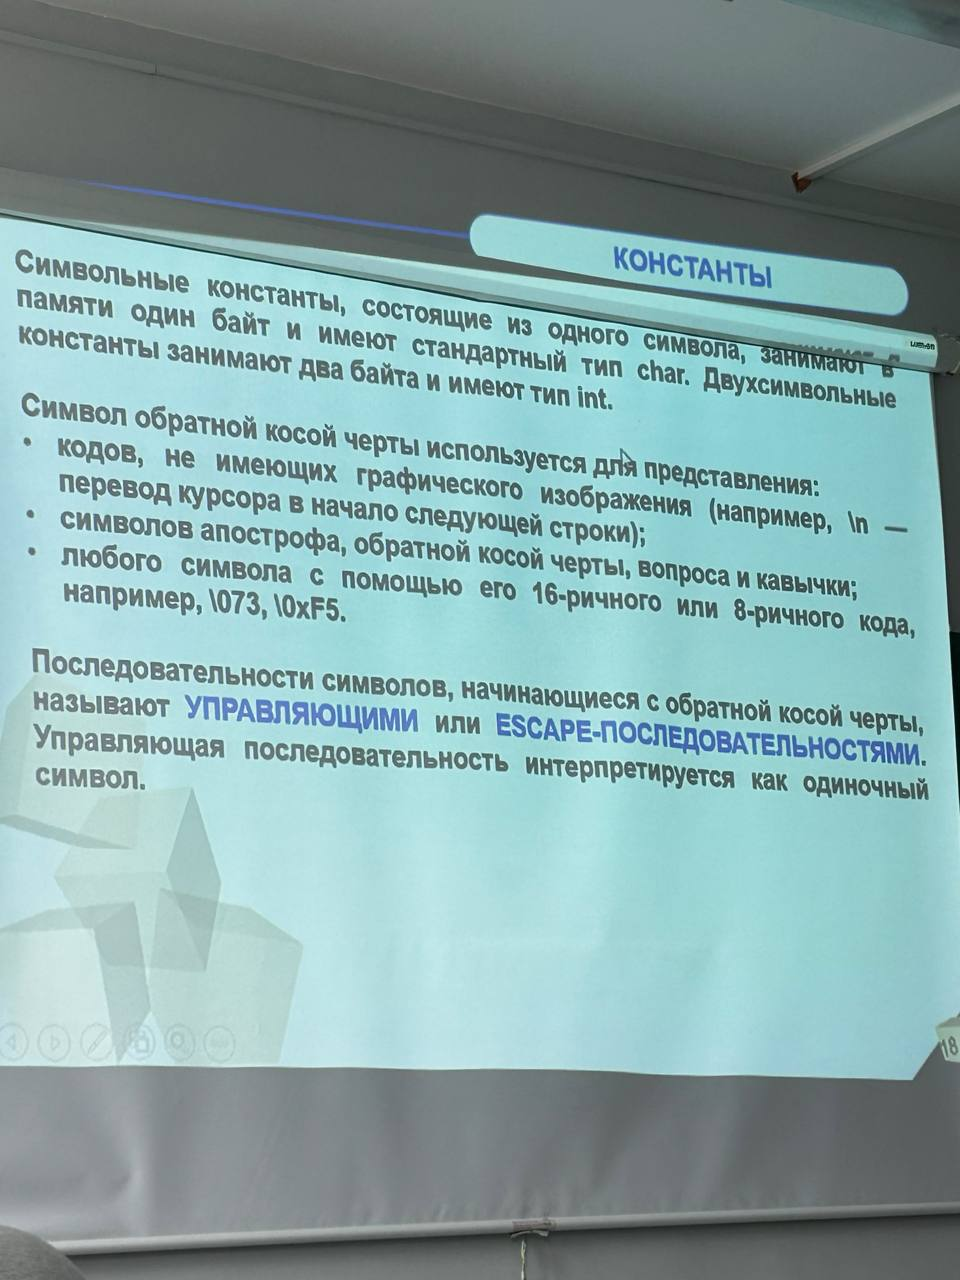 КОНСТАНТЫ
Символьные константы, состоящие из одного символа, занимают в
памяти один байт и имеют стандартный тип char. Двухсимвольные
константы занимают два байта и имеют тип int.
Символ обратной косой черты используется для представления:
• кодов, не имеющих графического изображения (например, \n —
перевод курсора в начало следующей строки);
• символов апострофа, обратной косой черты, вопроса и кавычки;
• любого символа с помощью его 16-ричного или 8-ричного кода,
например, \073, \0xF5.
Последовательности символов, начинающиеся с обратной косой черты,
называют УПРАВЛЯЮЩИМИ или ESCAPE-ПОСЛЕДОВАТЕЛЬНОСТЯМИ.
Управляющая последовательность интерпретируется как одиночный
символ.
18